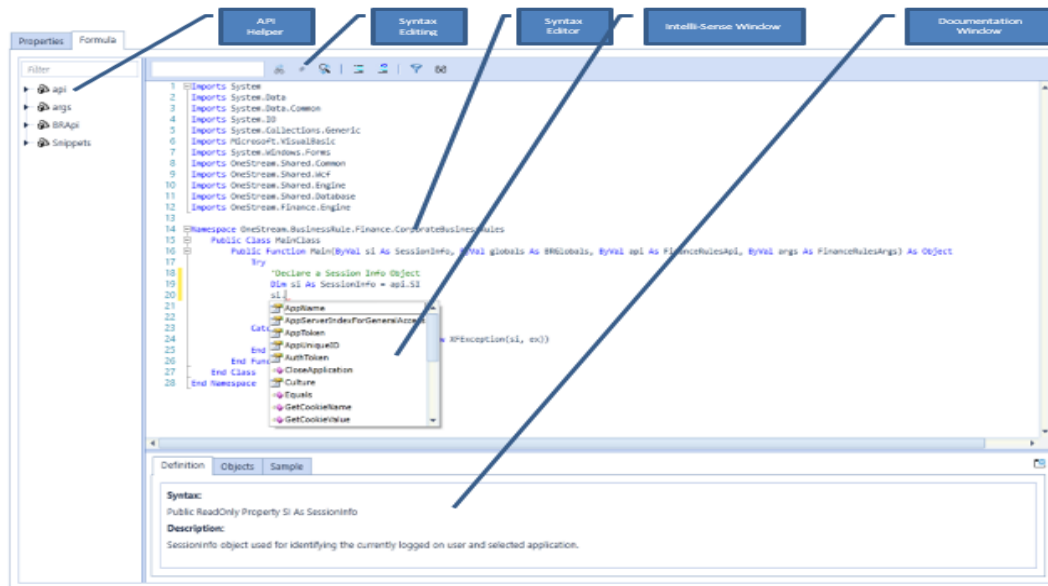 API
Helper
Syntax
Editing
Syntax
Editor
Intelli-Sense Window
Documentation
Window
Properties
Formula
Filter
api
args
BRApi
Snippets
1 Imports System
2 Imports System.Data
3 Imports System.Data.Common
4 Imports System.IO
5 Imports System.Collections.Generic
6 Imports Microsoft.VisualBasic
7 Imports System.Windows.Forms
8 Imports OneStream.Shared.Common
9 Imports OneStream.Shared.Wcf
10 Imports OneStream.Shared.Engine
11 Imports OneStream.Shared.Database
12 Imports OneStream.Finance.Engine
13
14 Namespace OneStream.BusinessRule.Finance.CorporateBusinessRules
15 Public Class MainClass
16 Public Function Main(ByVal si As SessionInfo, ByVal globals As BRGlobals, ByVal api As FinanceRulesApi, ByVal args As FinanceRulesArgs) As Object
17 Try
18 'Declare a Session Info Object
19 Dim si As SessionInfo = api.SI
20 si.
21 AppName
22 AppServerIndexForGeneralAccess
23 Catc AppToken
24 AppUniqueID XFException(si, ex))
25 End AuthToken
26 End Func CloseApplication
27 End Class Culture
28 End Namespace Equals
GetCookieName
GetCookieValue
Definition
Objects
Sample
Syntax:
Public ReadOnly Property SI As SessionInfo
Description:
SessionInfo object used for identifying the currently logged on user and selected application.